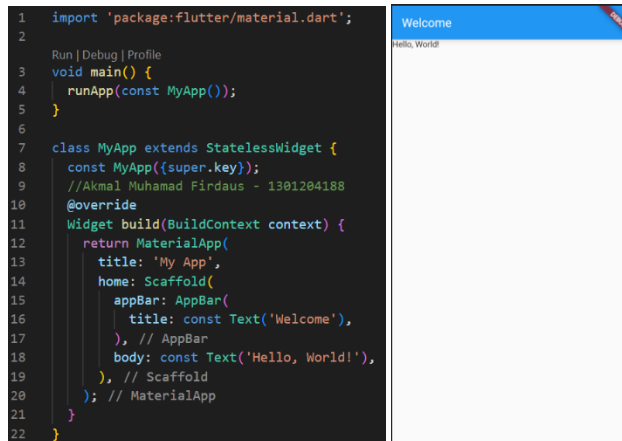 1 import 'package:flutter/material.dart';
2
Run | Debug | Profile
3 void main() {
4   runApp(const MyApp());
5 }
6
7 class MyApp extends StatelessWidget {
8   const MyApp({super.key});
9   //Akmal Muhamad Firdaus - 1301204188
10   @override
11   Widget build(BuildContext context) {
12     return MaterialApp(
13       title: 'My App',
14       home: Scaffold(
15         appBar: AppBar(
16           title: const Text('Welcome'),
17         ), // AppBar
18         body: const Text('Hello, World!'),
19       ), // Scaffold
20     ); // MaterialApp
21   }
22 }
Welcome
Hello, World!